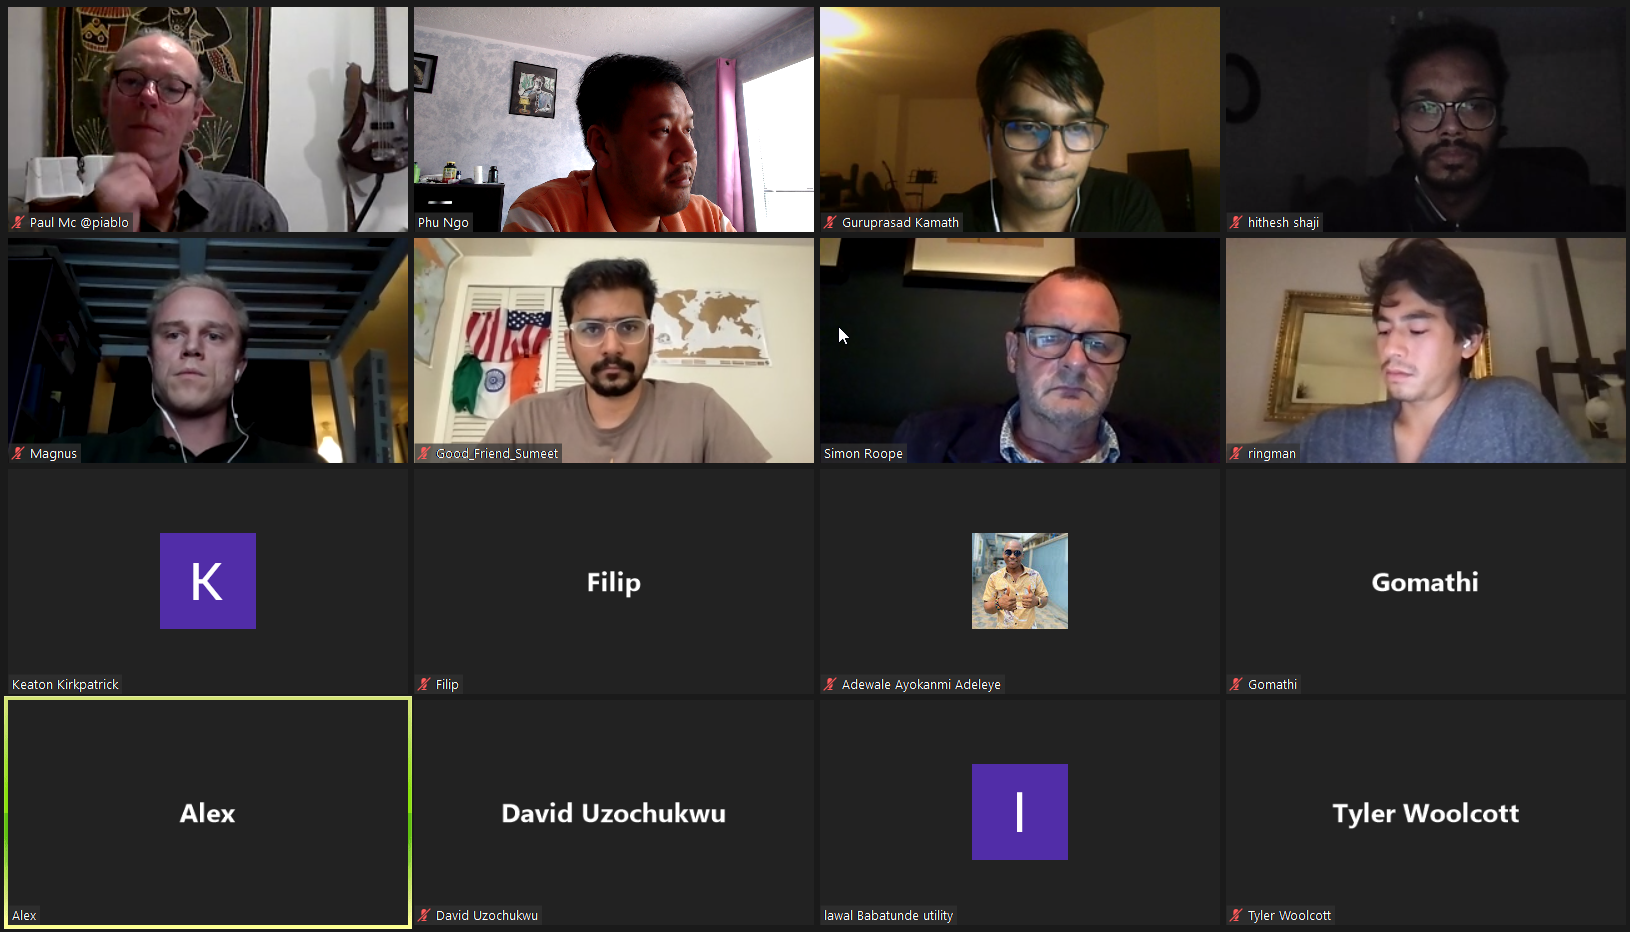 Paul Mc @piablo
Phu Ngo
Guruprasad Kamath
hithesh shaji
Magnus
Good_Friend_Sumeet
Simon Roope
ringman
K
Keaton Kirkpatrick
Filip
Filip
Adewale Ayokanmi Adeleye
Gomathi
Gomathi
Alex
Alex
David Uzochukwu
David Uzochukwu
I
lawal Babatunde utility
Tyler Woolcott
Tyler Woolcott